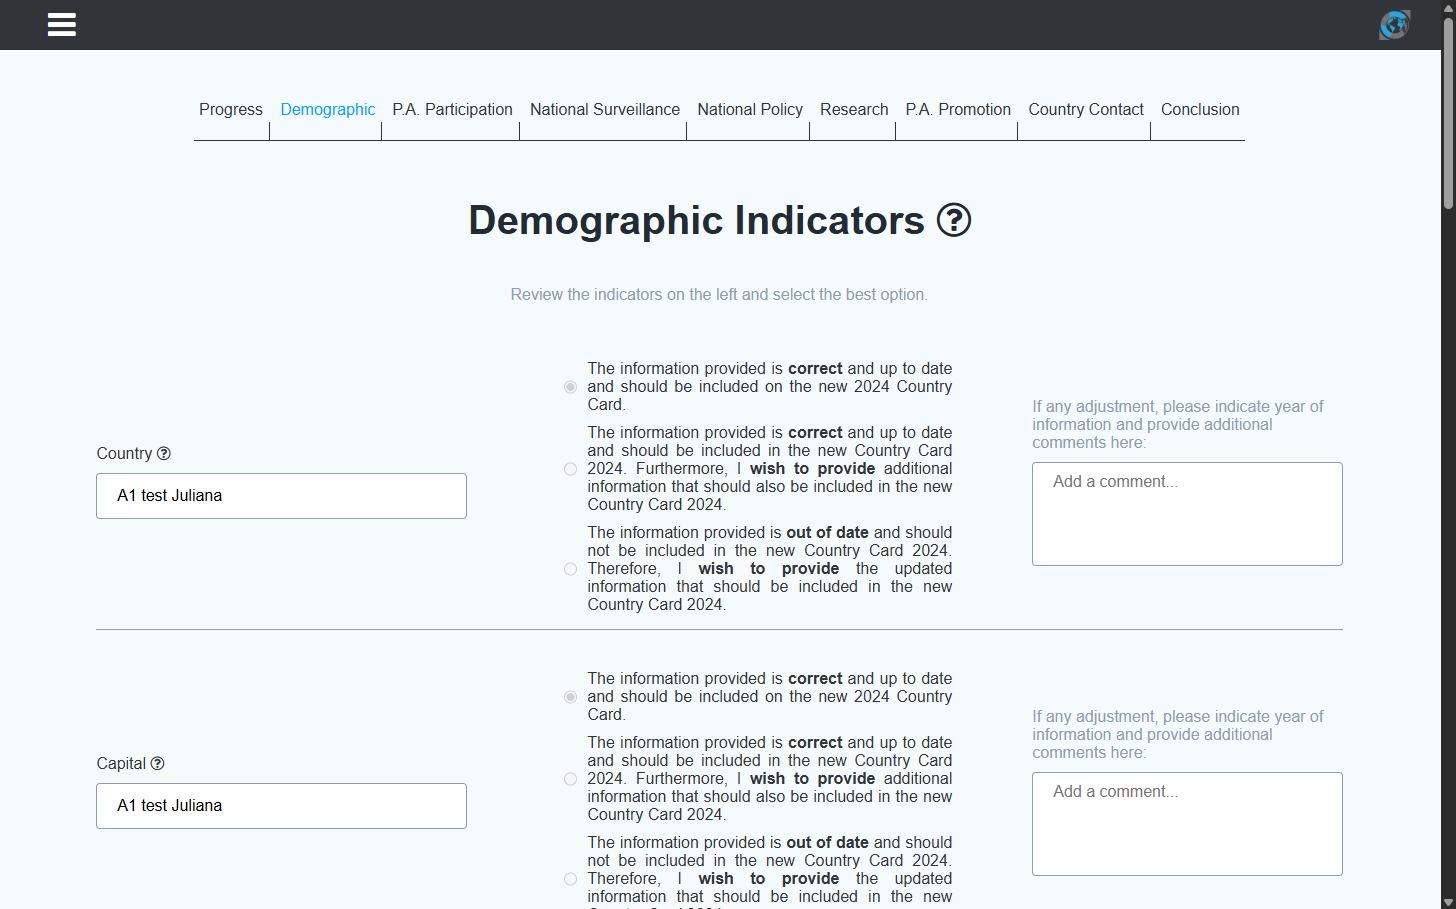 Progress Demographic P.A. Participation National Surveillance National Policy Research P.A. Promotion Country Contact Conclusion
Demographic Indicators ?
Review the indicators on the left and select the best option.
Country ?
A1 test Juliana
The information provided is correct and up to date
and should be included on the new 2024 Country
Card.
The information provided is correct and up to date
and should be included in the new Country Card
2024. Furthermore, I wish to provide additional
information that should also be included in the new
Country Card 2024.
The information provided is out of date and should
not be included in the new Country Card 2024.
Therefore, I wish to provide the updated
information that should be included in the new
Country Card 2024.
If any adjustment, please indicate year of
information and provide additional
comments here:
Add a comment...
Capital ?
A1 test Juliana
The information provided is correct and up to date
and should be included on the new 2024 Country
Card.
The information provided is correct and up to date
and should be included in the new Country Card
2024. Furthermore, I wish to provide additional
information that should also be included in the new
Country Card 2024.
The information provided is out of date and should
not be included in the new Country Card 2024.
Therefore, I wish to provide the updated
information that should be included in the new
If any adjustment, please indicate year of
information and provide additional
comments here:
Add a comment...